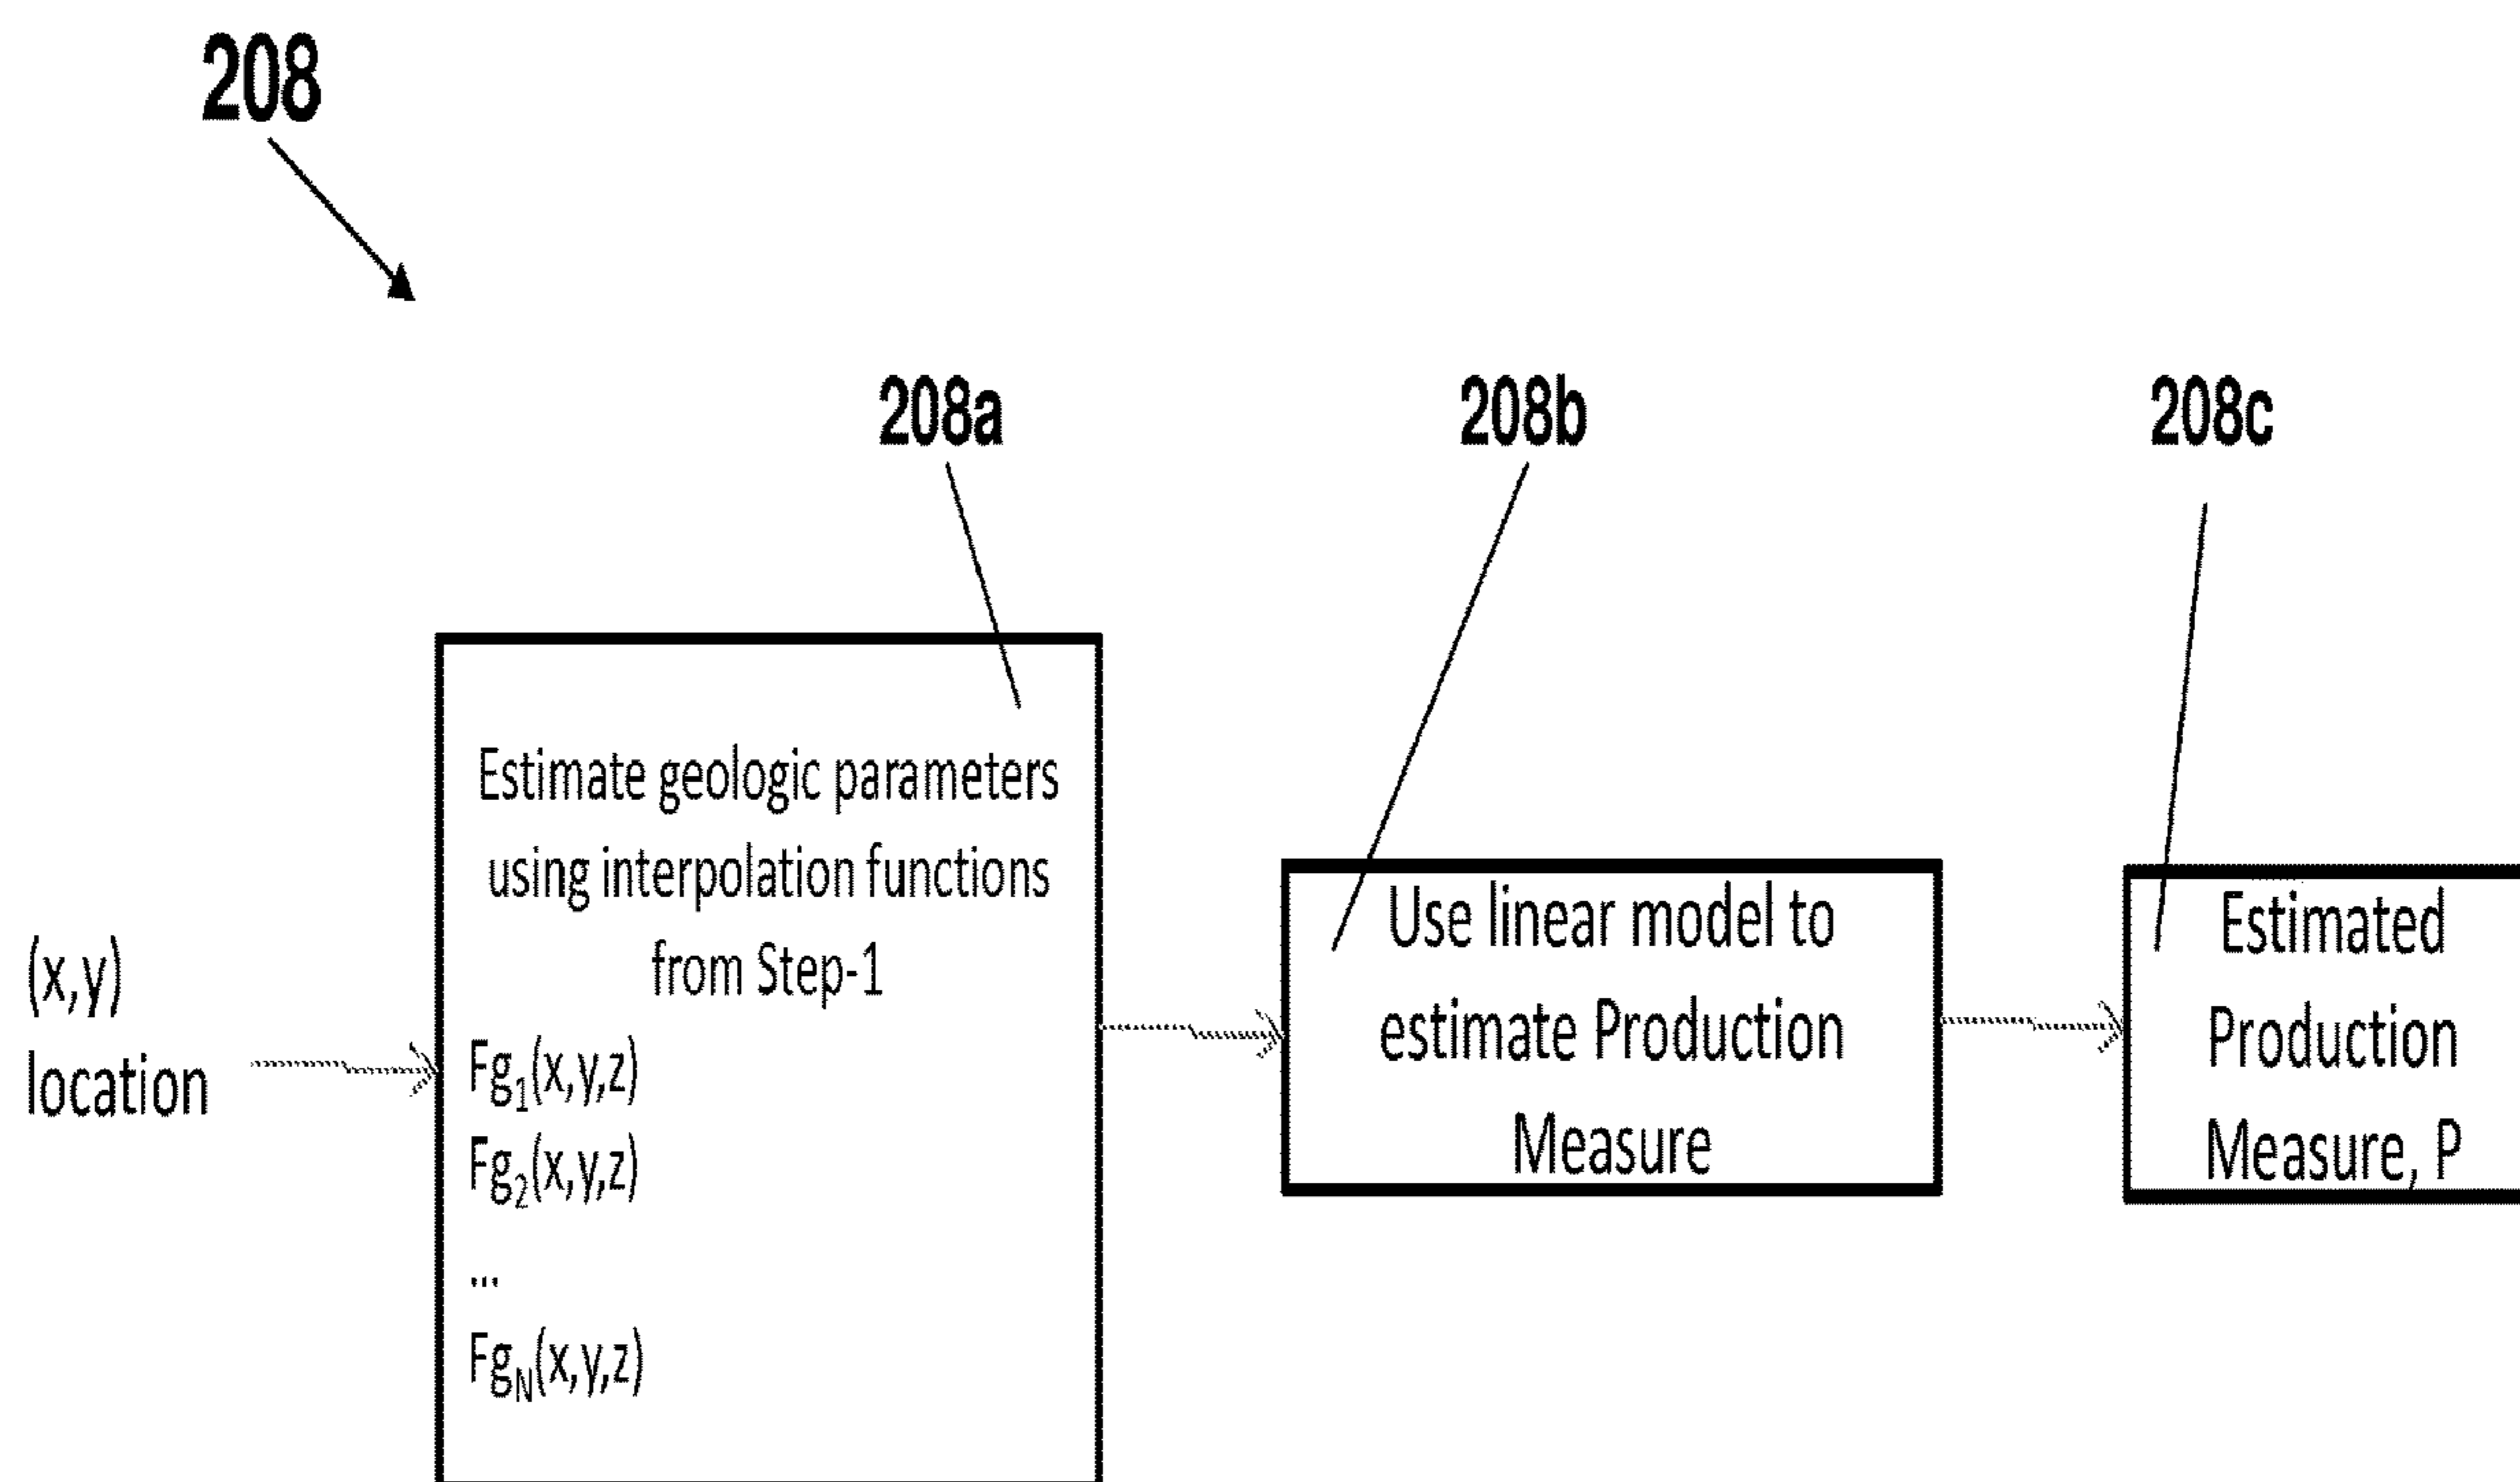 208
208a
208b
208c
(x,y)
location
Estimate geologic parameters
using interpolation functions
from Step-1
Fg₁(x,y,z)
Fg₂(x,y,z)
...
Fg_N(x,y,z)
Use linear model to
estimate Production
Measure
Estimated
Production
Measure, P